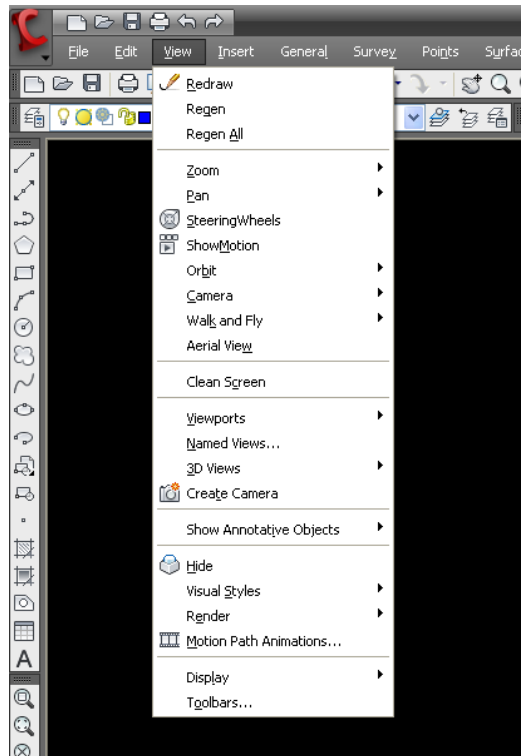 File Edit View Insert General Survey Points
Redraw
Regen
Regen All
Zoom
Pan
SteeringWheels
ShowMotion
Orbit
Camera
Walk and Fly
Aerial View
Clean Screen
Viewports
Named Views...
3D Views
Create Camera
Show Annotative Objects
Hide
Visual Styles
Render
Motion Path Animations...
Display
Toolbars...
A